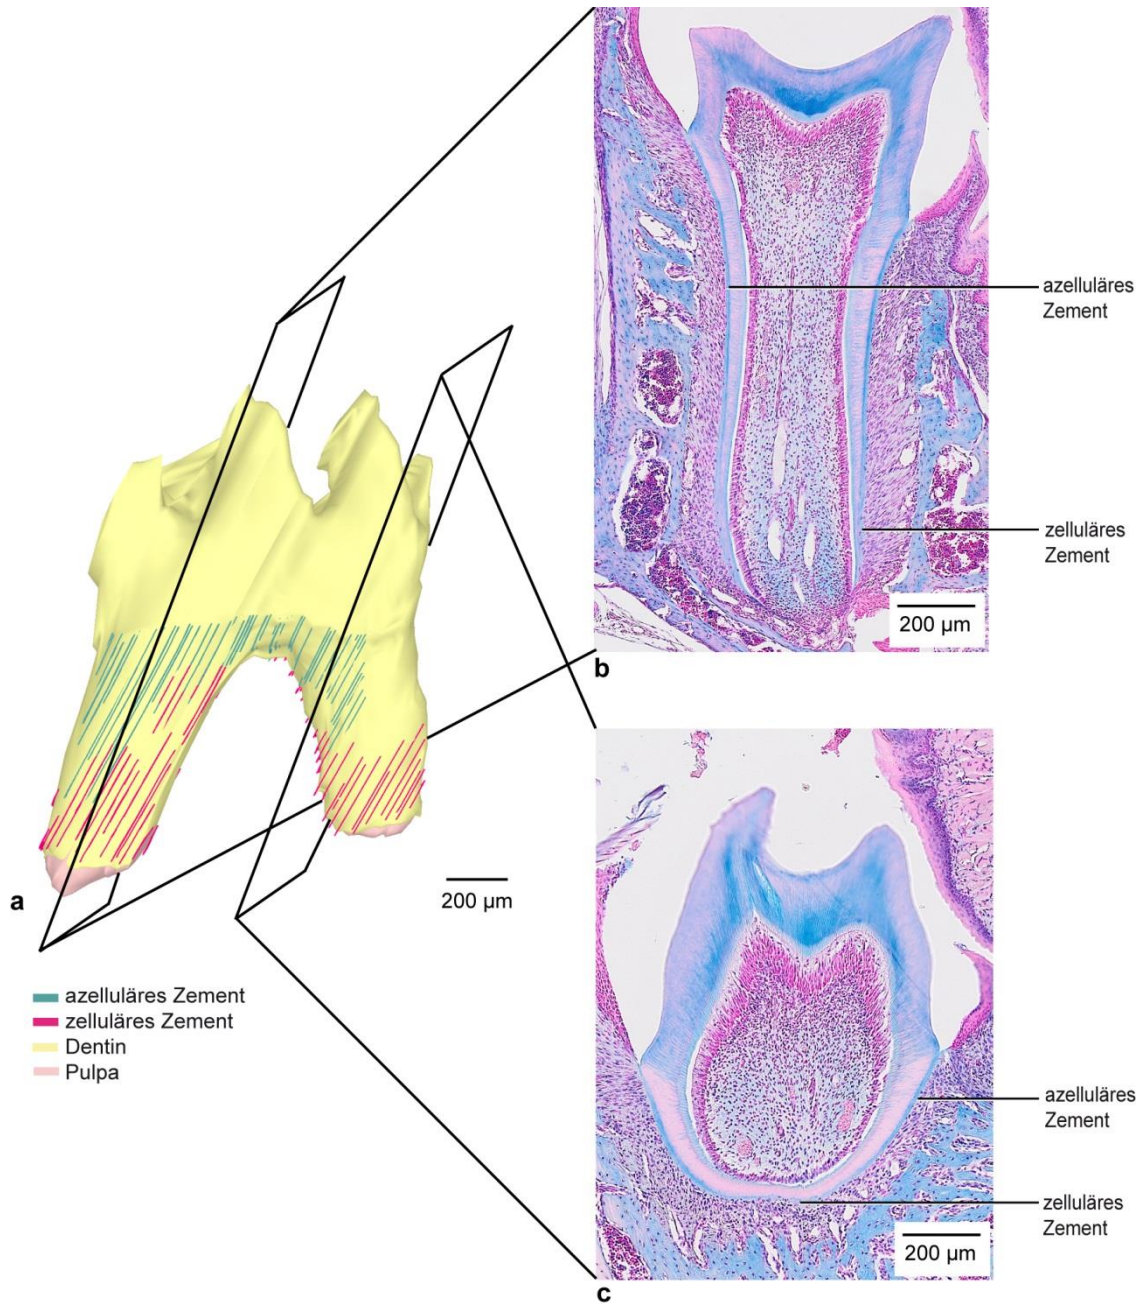 azelluläres
Zement
zelluläres
Zement
200 µm
b
a
200 µm
azelluläres Zement
zelluläres Zement
Dentin
Pulpa
azelluläres
Zement
zelluläres
Zement
200 µm
c